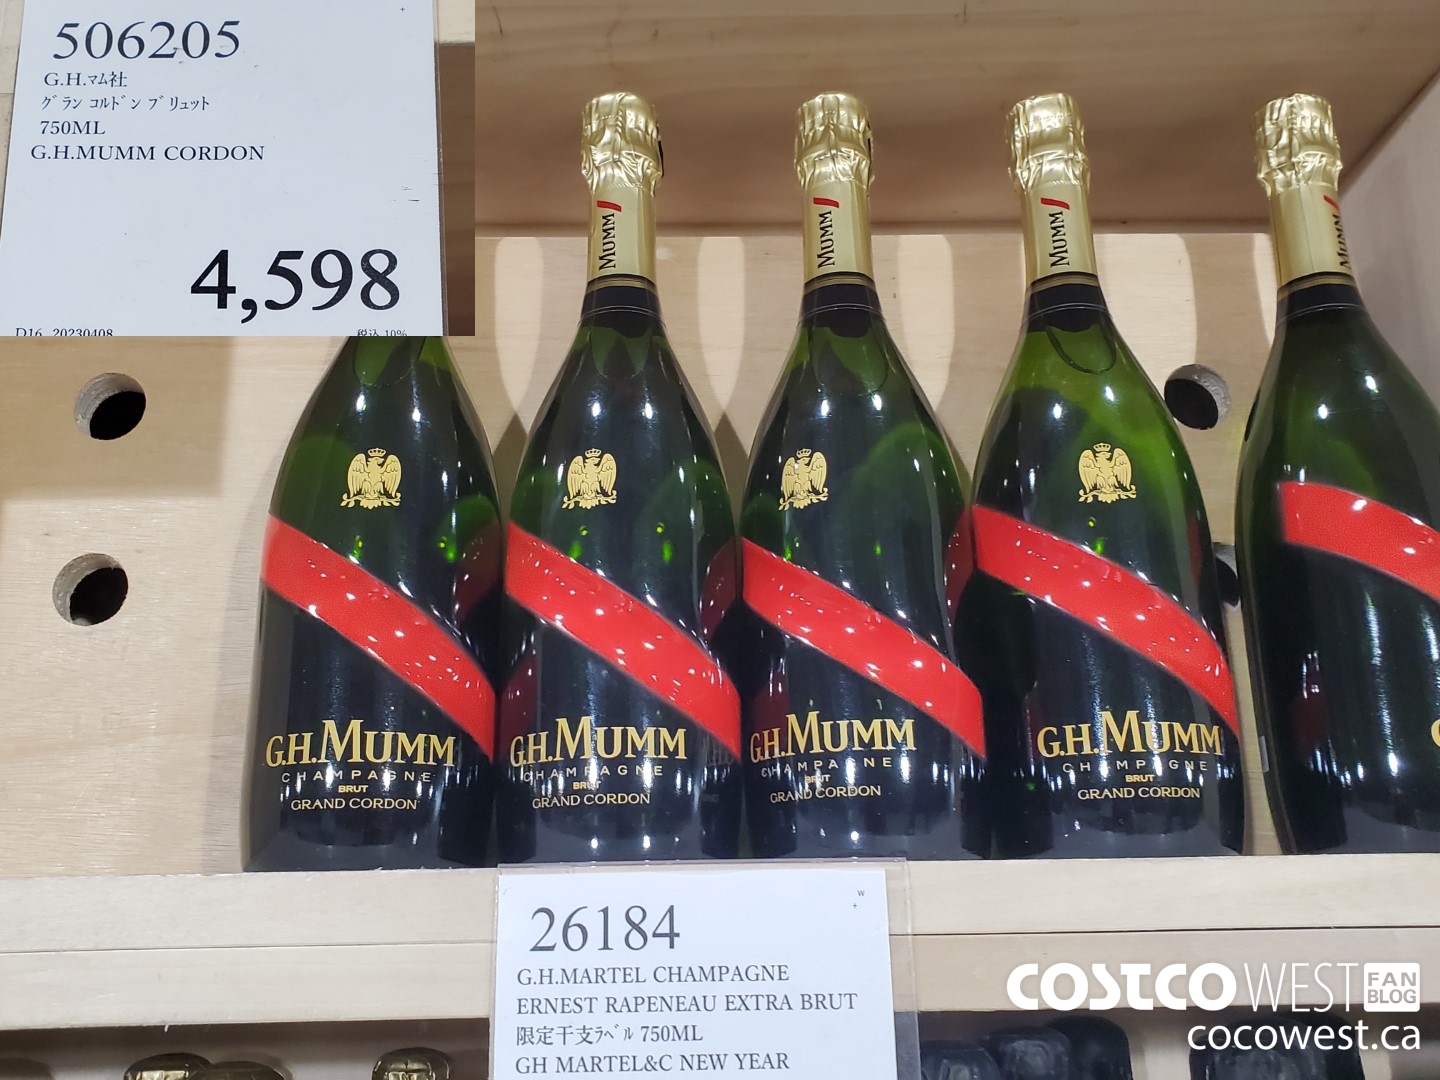 506205
G.H.ﾏﾑ社
ｸﾞﾗﾝ ｺﾙﾄﾞﾝ ﾌﾞﾘｭｯﾄ
750ML
G.H.MUMM CORDON
4,598
D16 20230408 税込 10%
MUMM
MUMM
MUMM
MUMM
G.H.MUMM
CHAMPAGNE
BRUT
GRAND CORDON
G.H.MUMM
CHAMPAGNE
BRUT
GRAND CORDON
G.H.MUMM
CHAMPAGNE
BRUT
GRAND CORDON
G.H.MUMM
CHAMPAGNE
BRUT
GRAND CORDON
G
W
26184
G.H.MARTEL CHAMPAGNE
ERNEST RAPENEAU EXTRA BRUT
限定干支ﾗﾍﾞﾙ 750ML
GH MARTEL&C NEW YEAR
COSTCO WEST FAN BLOG
cocowest.ca